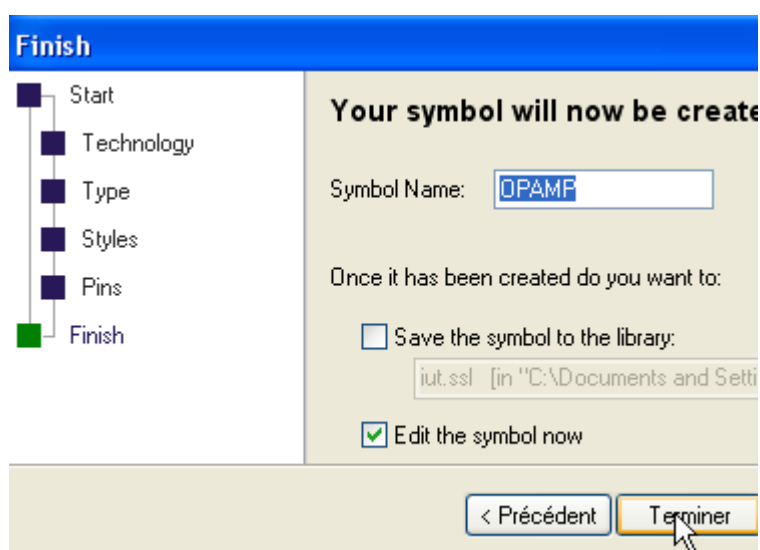 Finish
Start
Technology
Type
Styles
Pins
Finish
Your symbol will now be create
Symbol Name: OPAMP
Once it has been created do you want to:
Save the symbol to the library:
iut.ssl [in "C:\Documents and Setti
Edit the symbol now
< Précédent Terminer